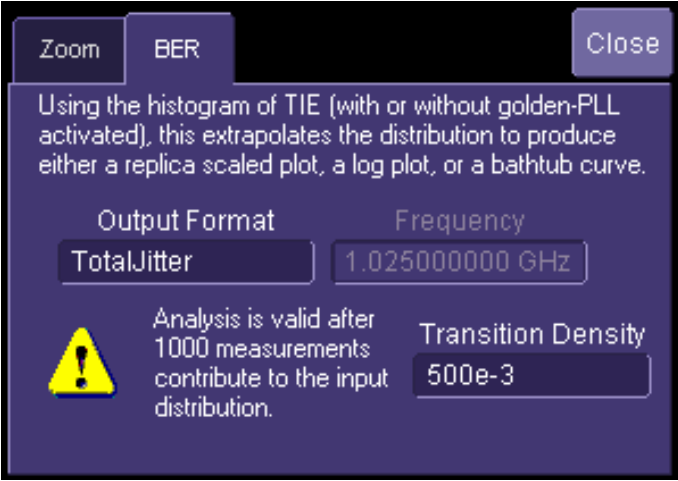 Zoom
BER
Close
Using the histogram of TIE (with or without golden-PLL
activated), this extrapolates the distribution to produce
either a replica scaled plot, a log plot, or a bathtub curve.
Output Format
Frequency
TotalJitter
1.025000000 GHz
Analysis is valid after
1000 measurements
contribute to the input
distribution.
Transition Density
500e-3